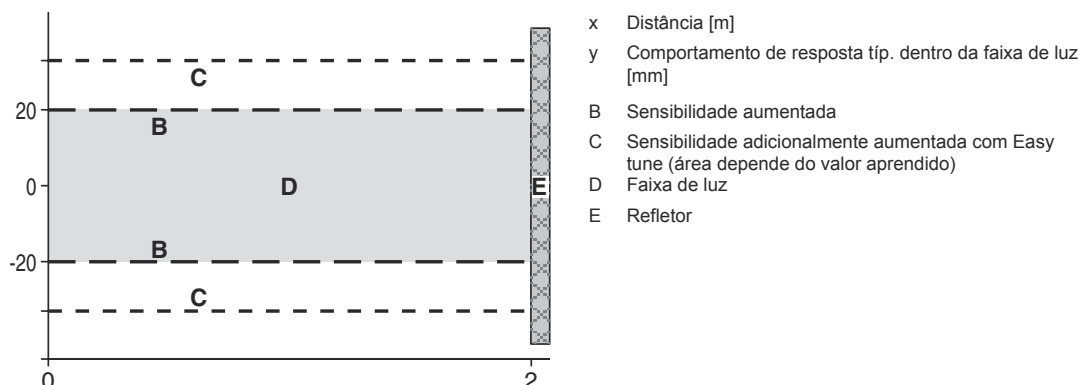 C
20
B
0
D
E
B
-20
C
0
2
x Distância [m]
y Comportamento de resposta típ. dentro da faixa de luz
[mm]
B Sensibilidade aumentada
C Sensibilidade adicionalmente aumentada com Easy
tune (área depende do valor aprendido)
D Faixa de luz
E Refletor